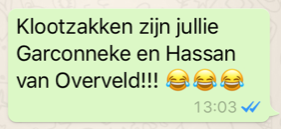 Klootzakken zijn jullie
Garconneke en Hassan
van Overveld!!! 😂😂😂
13:03